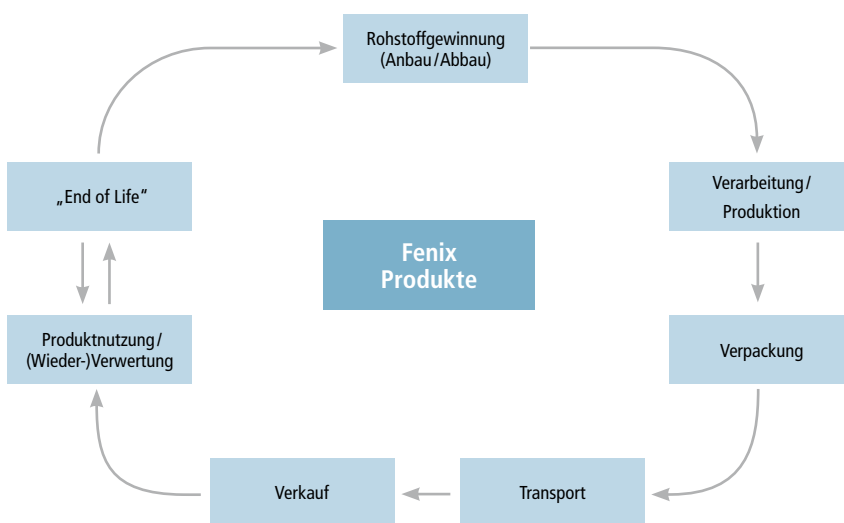 Rohstoffgewinnung
(Anbau/Abbau)
Verarbeitung/
Produktion
Verpackung
Transport
Verkauf
Produktnutzung/
(Wieder-)Verwertung
„End of Life“
Fenix
Produkte